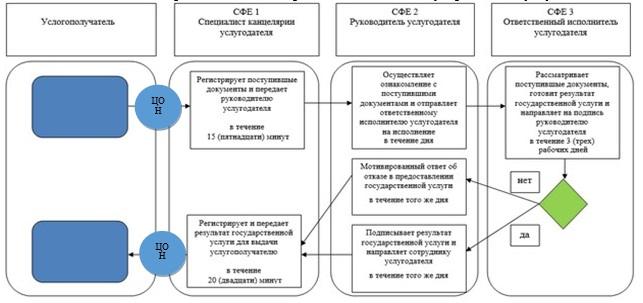 Услогополучатель
СФЕ 1
Специалист канцелярии
услугодателя
СФЕ 2
Руководитель услугодателя
СФЕ 3
Ответственный исполнитель
услугодателя
ЦО
Н
Регистрирует поступившие
документы и передает
руководителю
услугодателя
в течение
15 (пятнадцати) минут
Осуществляет
ознакомление с
поступившими
документами и отправляет
ответственному
исполнителю услугодателя
на исполнение
в течение дня
Рассматривает
поступившие документы,
готовит результат
государственной услуги и
направляет на подпись
руководителю
услугодателя
в течение 3 (трех)
рабочих дней
Мотивированный ответ об
отказе в предоставлении
государственной услуги
в течение того же дня
нет
да
ЦО
Н
Регистрирует и передает
результат государственной
услуги для выдачи
услугополучателю
в течение
20 (двадцати) минут
Подписывает результат
государственной услуги и
направляет сотруднику
услугодателя
в течение того же дня